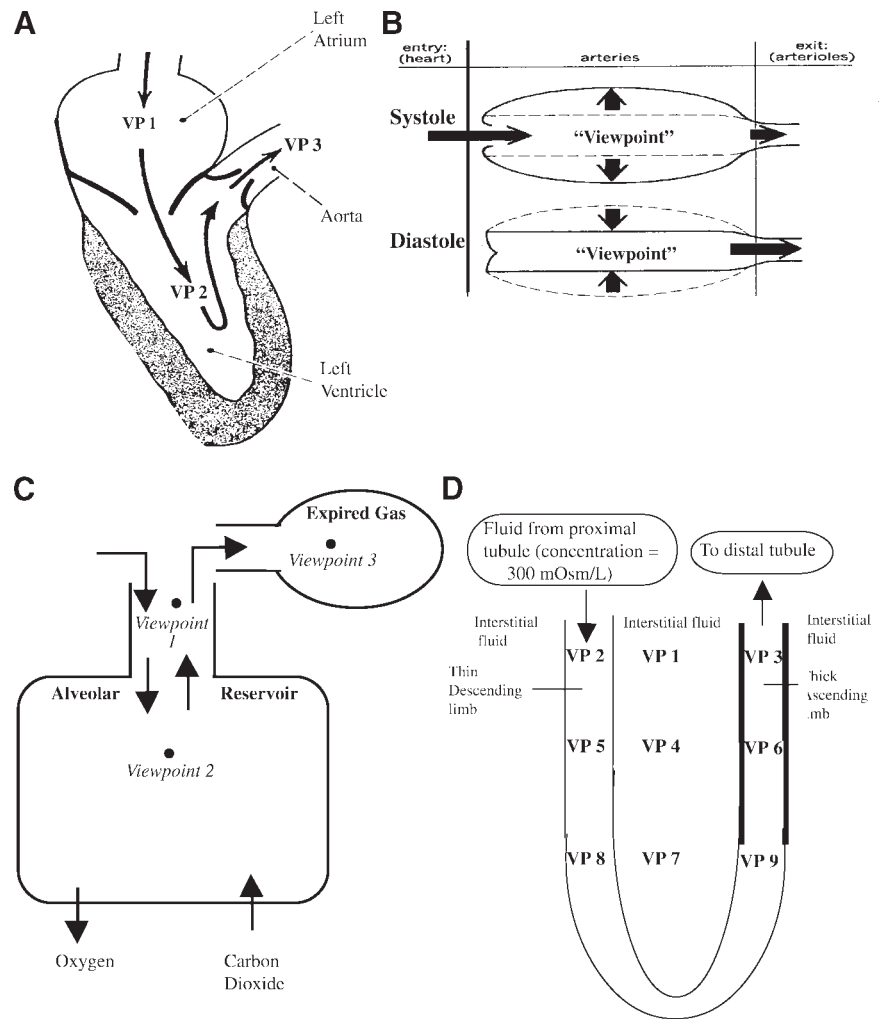 A
Left
Atrium
VP 1
VP 3
Aorta
VP 2
Left
Ventricle
B
entry:
(heart)
arteries
exit:
(arterioles)
Systole
“Viewpoint”
Diastole
“Viewpoint”
C
Expired Gas
Viewpoint 3
Viewpoint
1
Alveolar
Reservoir
Viewpoint 2
Oxygen
Carbon
Dioxide
D
Fluid from proximal
tubule (concentration =
300 mOsm/L)
To distal tubule
Interstitial
fluid
Interstitial fluid
Interstitial
fluid
VP 2
VP 1
VP 3
Thin
Descending
limb
hick
scending
mb
VP 5
VP 4
VP 6
VP 8
VP 7
VP 9